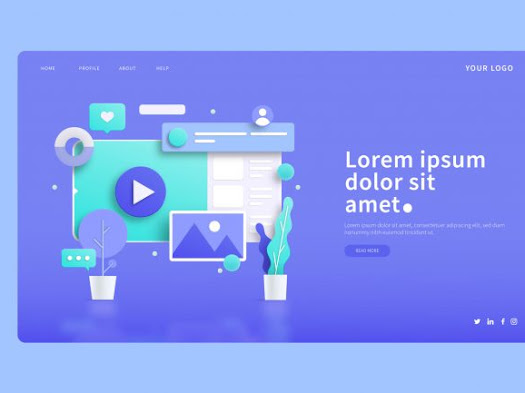 HOME PROFILE ABOUT HELP
YOUR LOGO
Lorem ipsum
dolor sit
amet.
Lorem ipsum dolor sit amet, consectetuer adipiscing elit, sed diam
nonummy nibh euismod tincidunt ut.
READ MORE